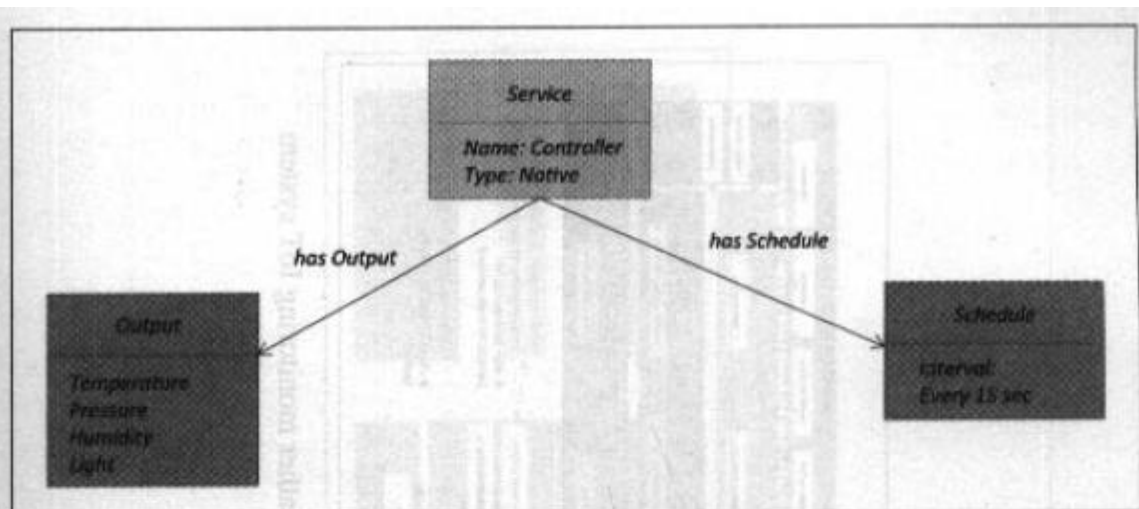 Service
Name: Controller
Type: Native
has Output
has Schedule
Output
Temperature
Pressure
Humidity
Light
Schedule
Interval:
Every 15 sec